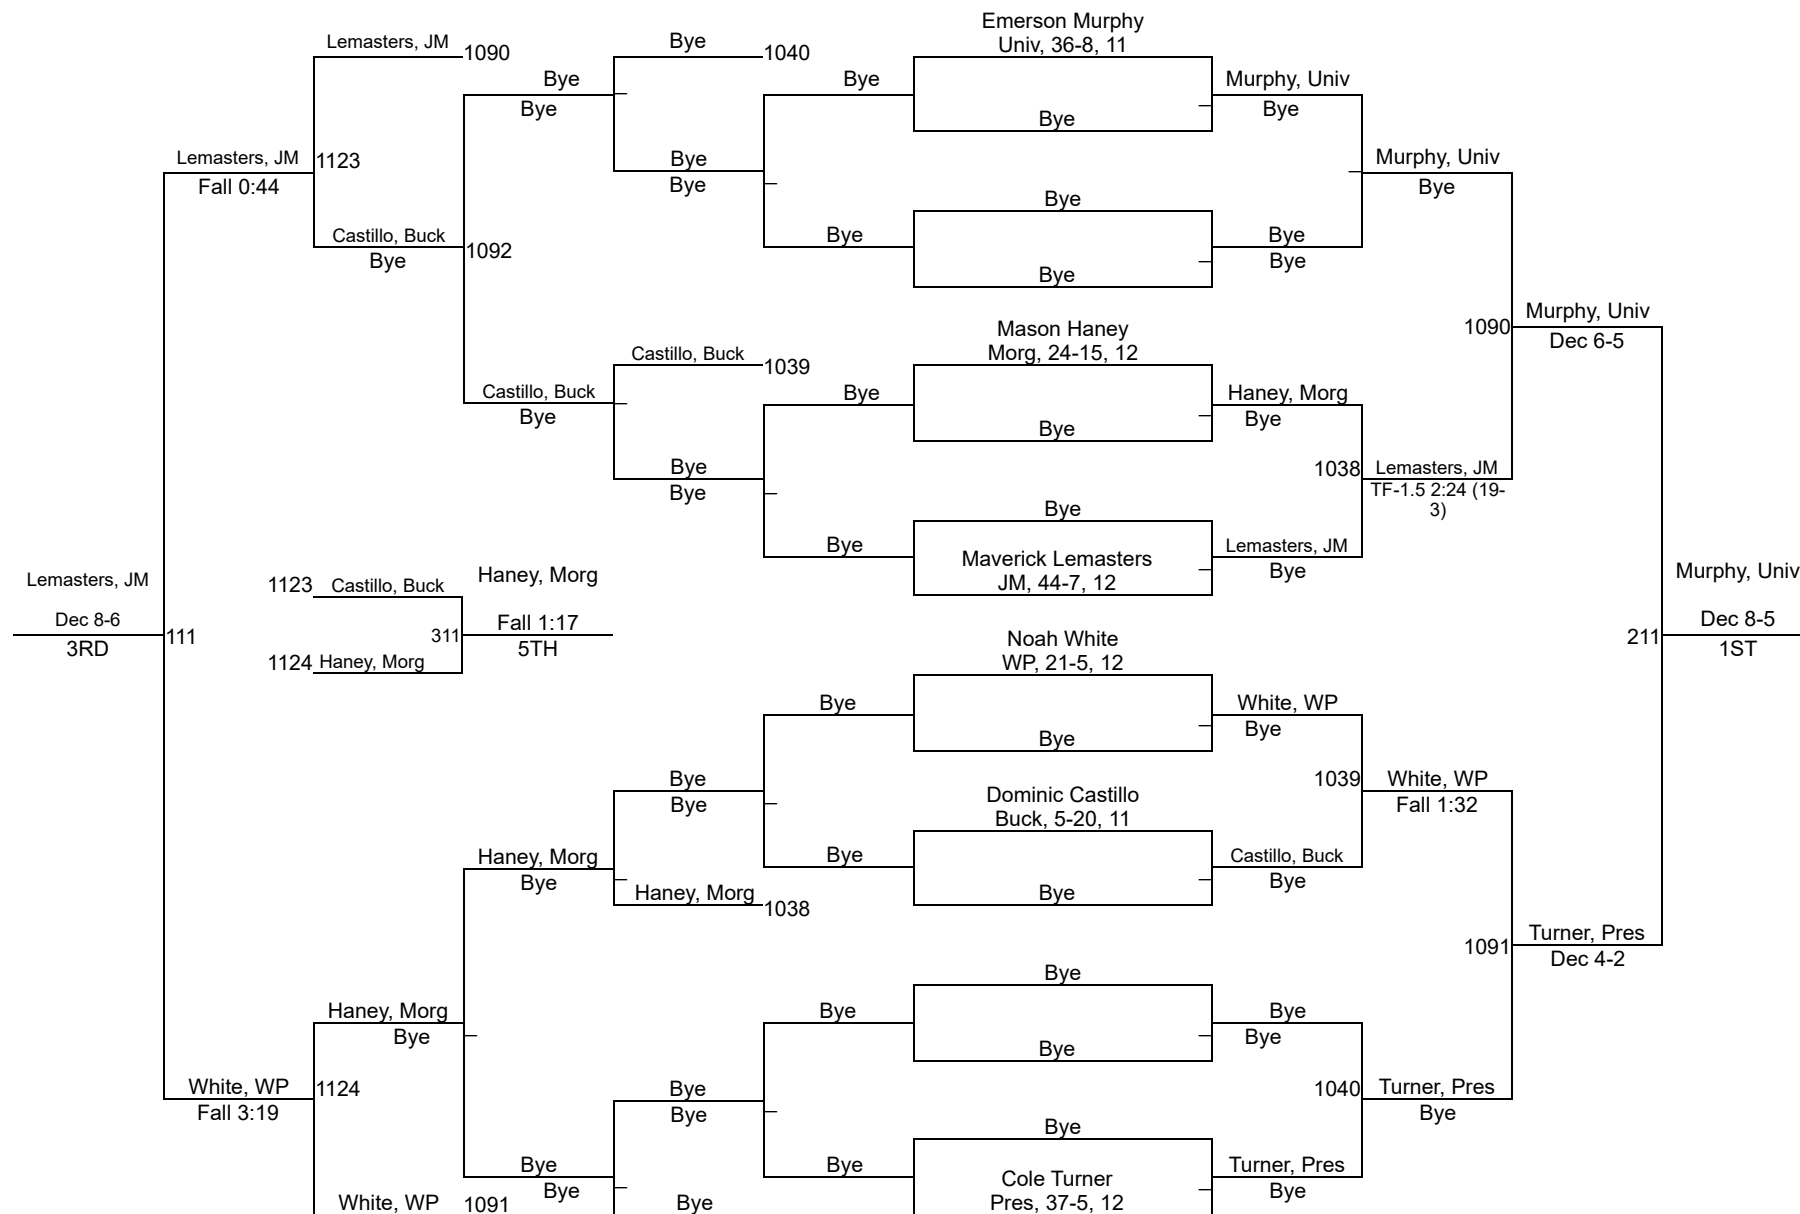 Emerson Murphy
Univ, 36-8, 11
Lemasters, JM
1090
Bye
1040
Bye
Bye
Bye
Murphy, Univ
Bye
Bye
Bye
Lemasters, JM
1123
Fall 0:44
Bye
Bye
Murphy, Univ
Bye
Bye
Castillo, Buck
1092
Bye
Bye
Bye
Bye
Bye
Mason Haney
Morg, 24-15, 12
1090
Murphy, Univ
Dec 6-5
Castillo, Buck
1039
Castillo, Buck
Bye
Bye
Haney, Morg
Bye
Bye
Bye
Bye
1038
Lemasters, JM
TF-1.5 2:24 (19-
3)
Bye
Bye
Maverick Lemasters
JM, 44-7, 12
Lemasters, JM
Bye
Lemasters, JM
Dec 8-6
3RD
111
1123
Castillo, Buck
311
1124
Haney, Morg
Haney, Morg
Fall 1:17
5TH
Murphy, Univ
Dec 8-5
1ST
211
Noah White
WP, 21-5, 12
Bye
Bye
White, WP
Bye
Bye
Bye
Dominic Castillo
Buck, 5-20, 11
1039
White, WP
Fall 1:32
Haney, Morg
Bye
Haney, Morg
1038
Bye
Bye
Castillo, Buck
Bye
1091
Turner, Pres
Dec 4-2
Bye
Haney, Morg
Bye
Bye
Bye
Bye
Bye
White, WP
1124
Fall 3:19
Bye
Bye
1040
Turner, Pres
Bye
Bye
Bye
Bye
Bye
Cole Turner
Pres, 37-5, 12
Turner, Pres
Bye
White, WP
1091
Bye